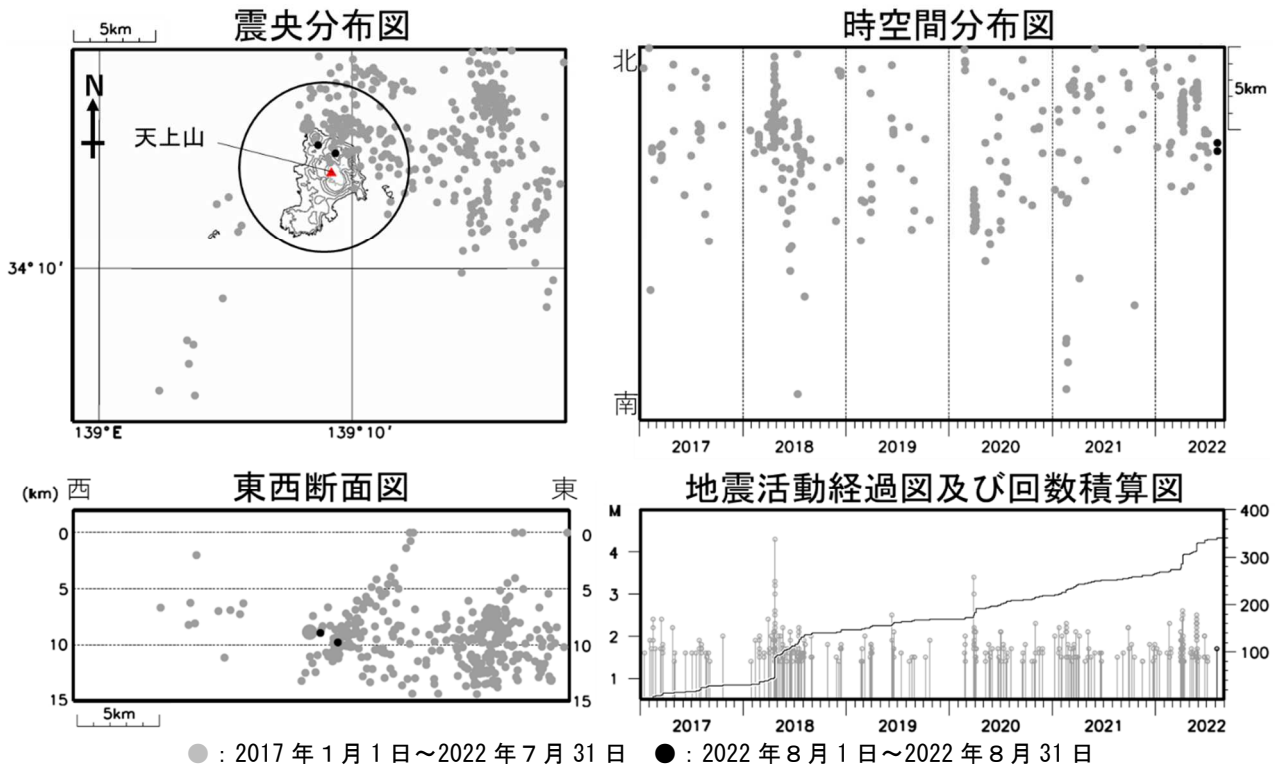 震央分布図
5km
N
天上山
34°10′
139°E
139°10′
時空間分布図
北
南
5km
2017 2018 2019 2020 2021 2022
東西断面図
(km) 西 東
0 0
5 5
10 10
15 15
5km
地震活動経過図及び回数積算図
M
4
3
2
1
400
300
200
100
2017 2018 2019 2020 2021 2022
● : 2017 年1月1日～2022 年7月 31 日 ● : 2022 年8月1日～2022 年8月 31 日